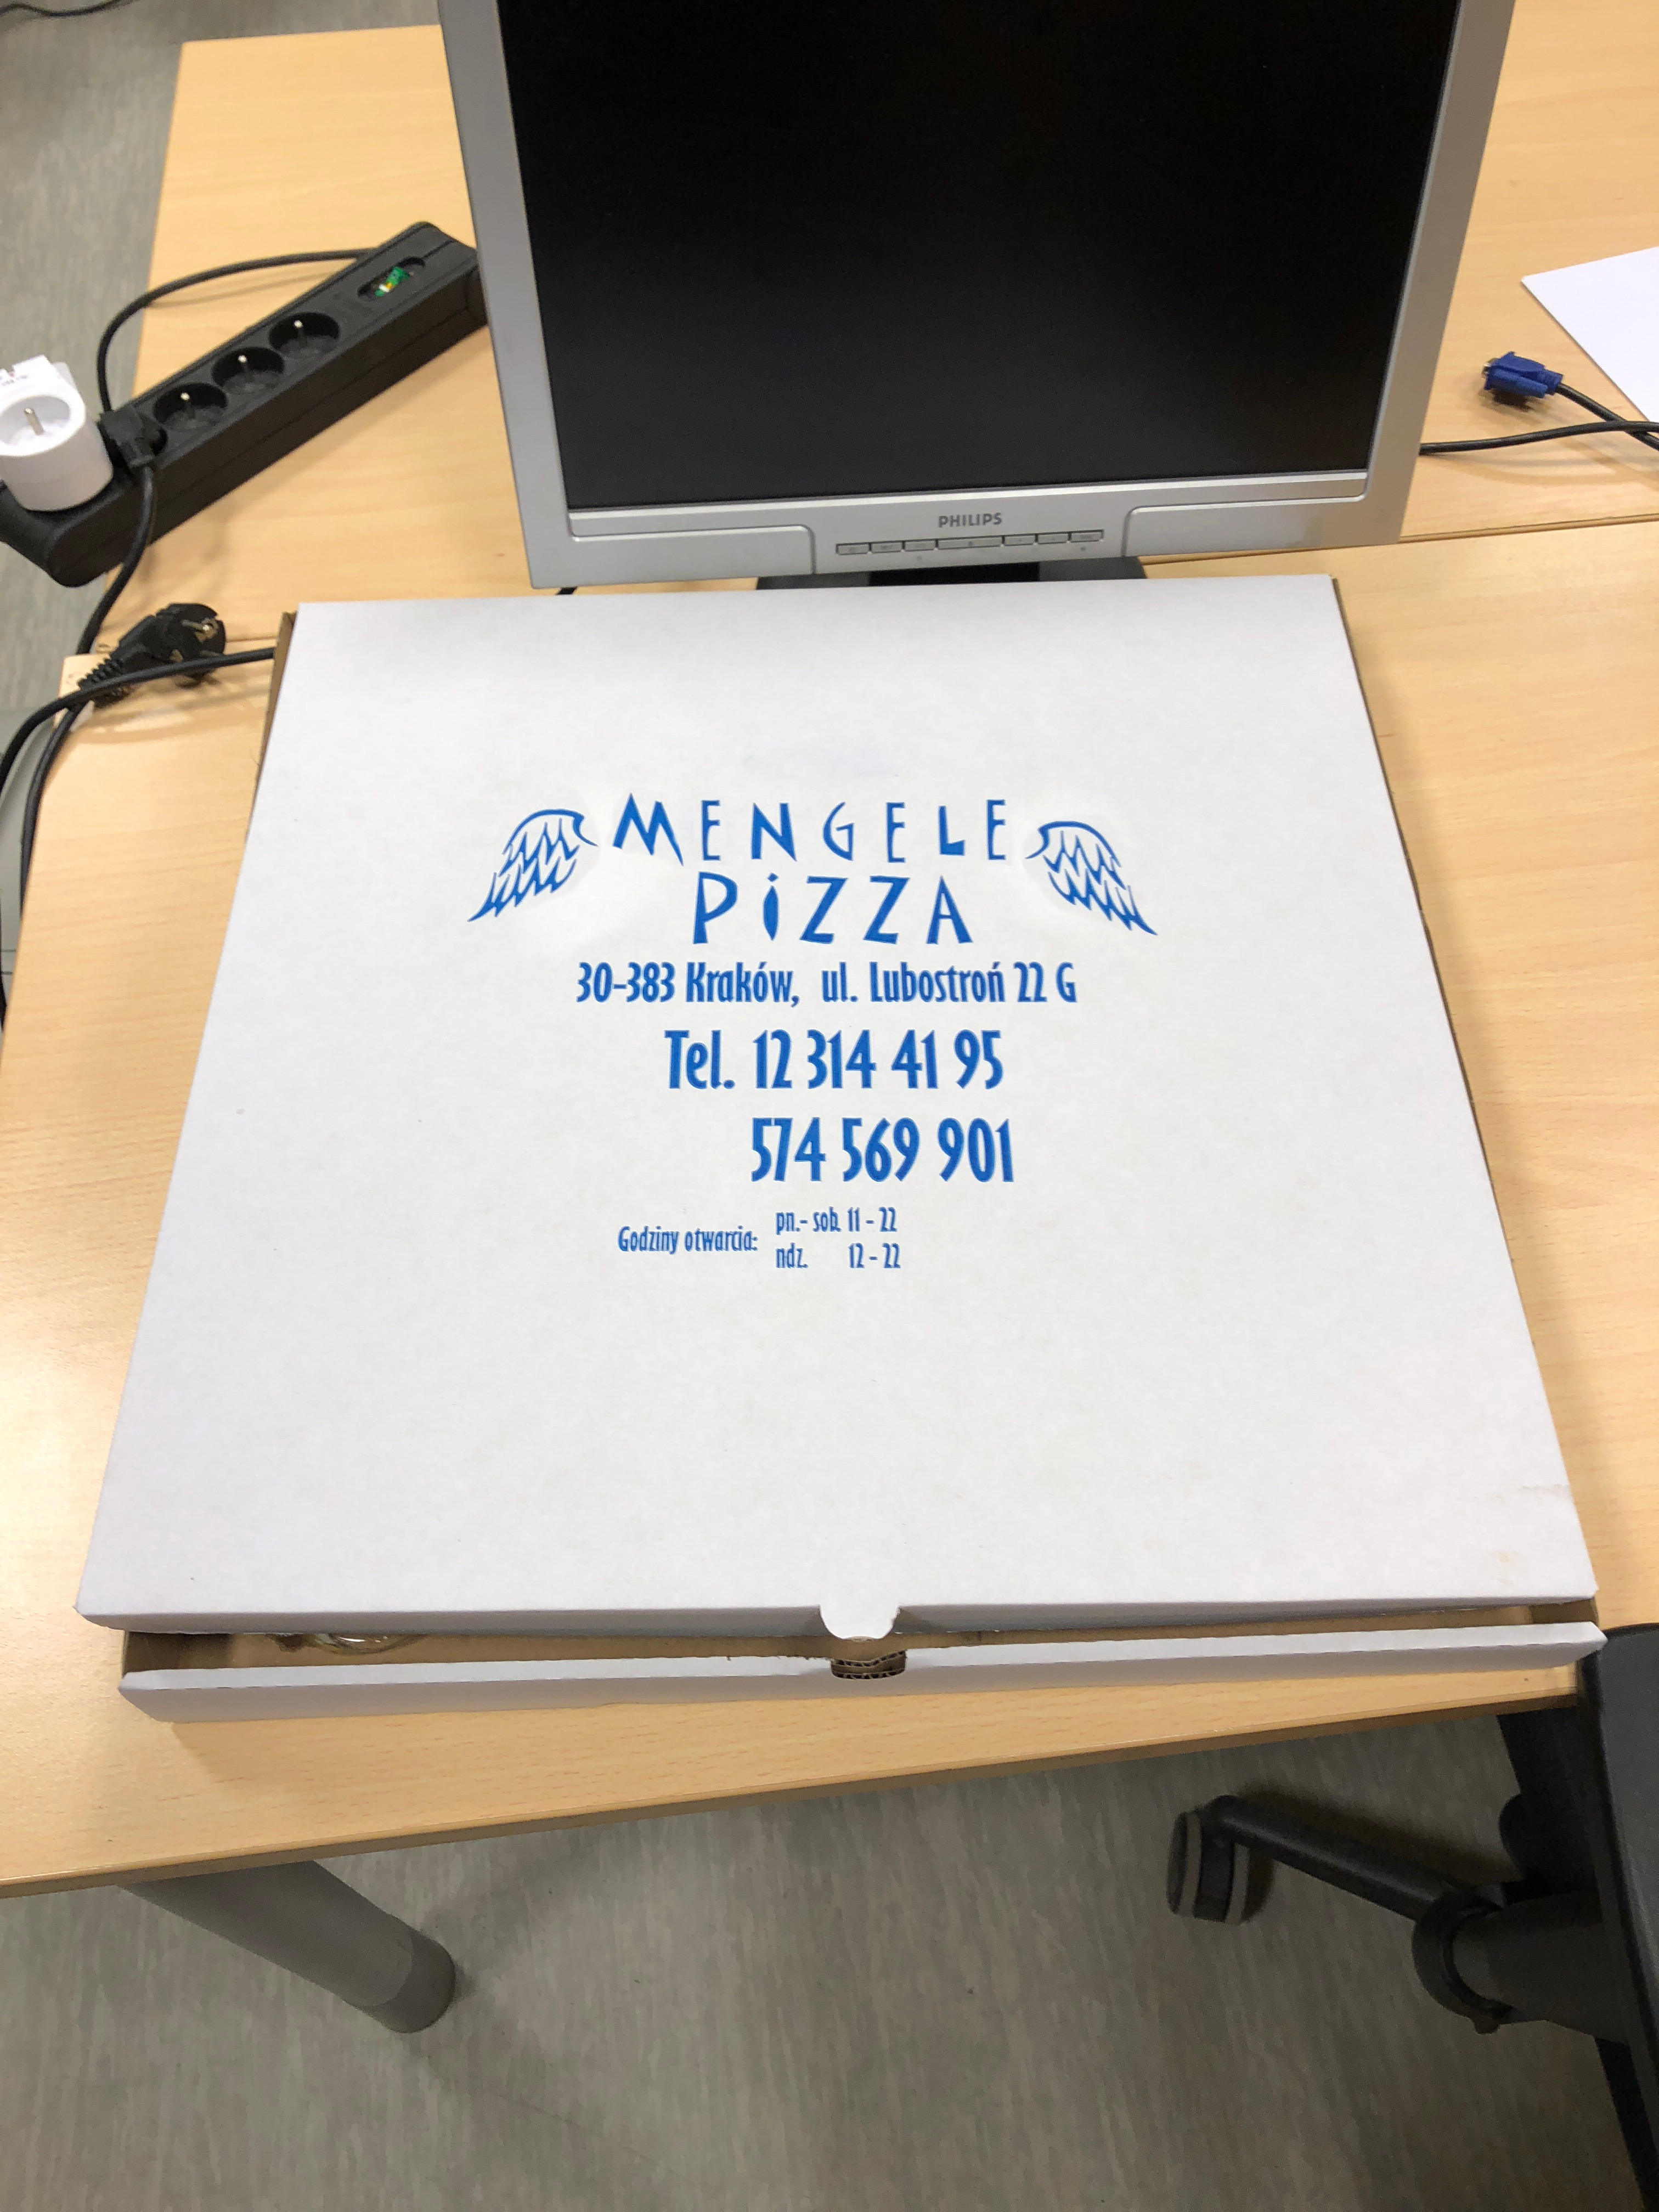 PHILIPS
MENGELE
PiZZA
30-383 Kraków, ul. Lubostroń 22 G
Tel. 12 314 41 95
574 569 901
Godziny otwarcia: pn.- sob. 11 - 22
ndz. 12 - 22